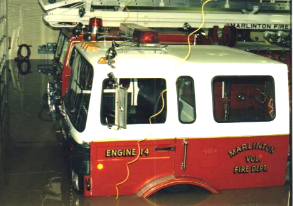 MARLINTON FIRE
ENGINE 14
MARLINTON
VOL.
FIRE DEPT.